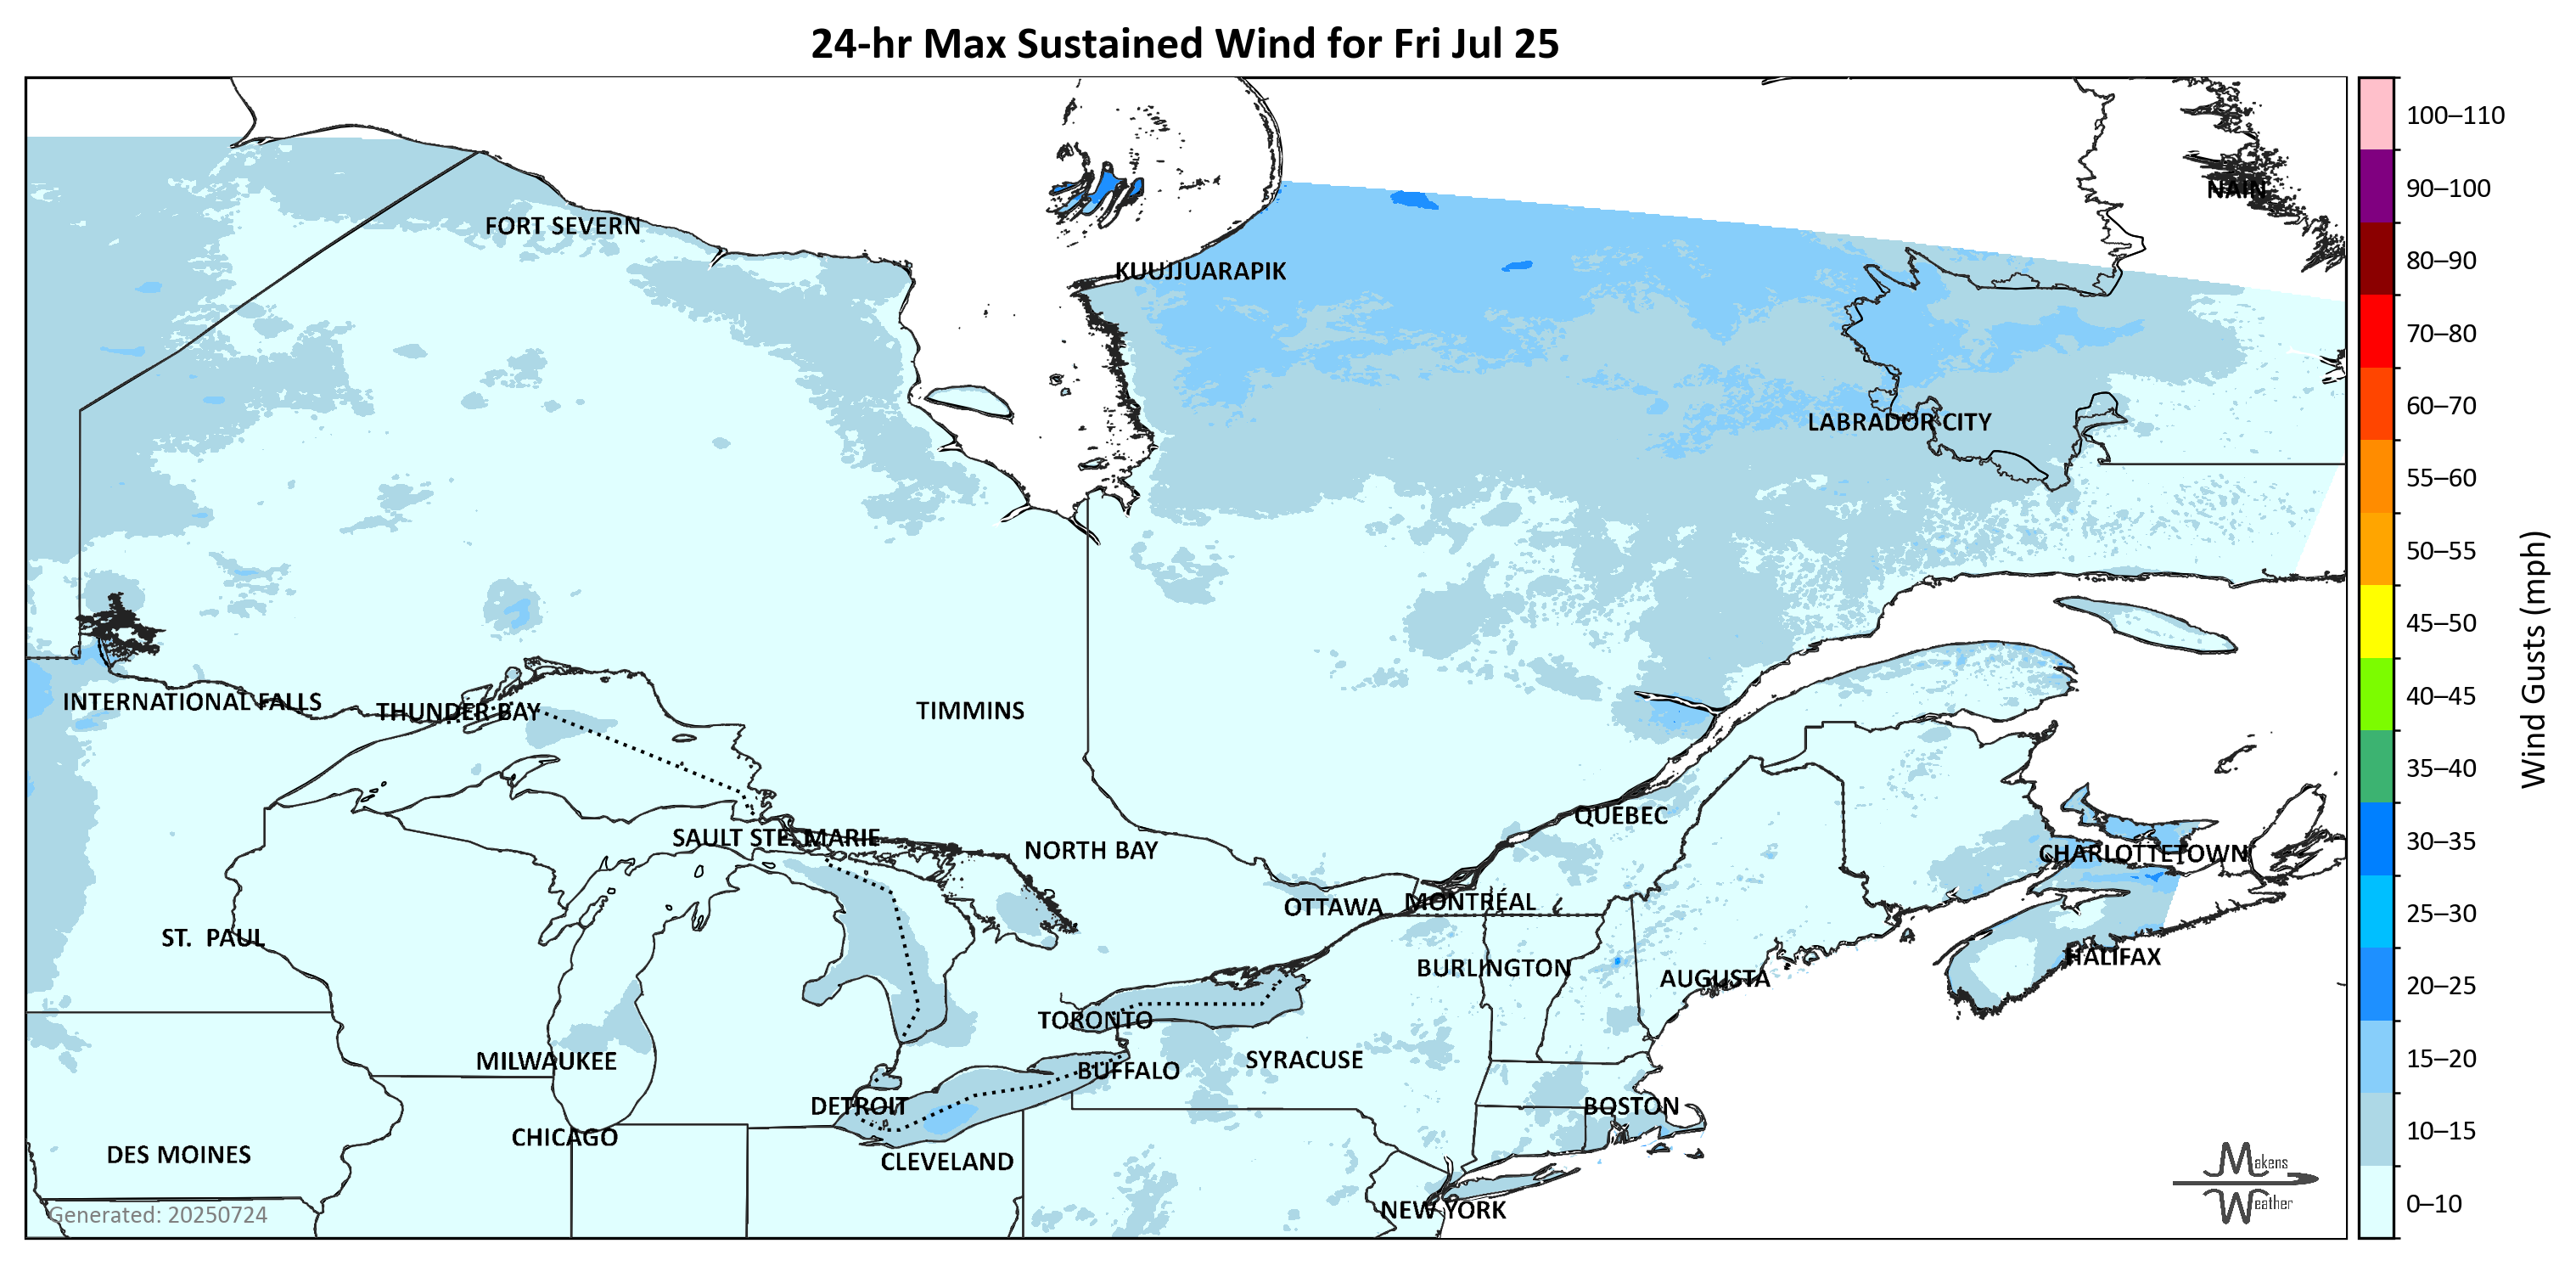 24-hr Max Sustained Wind for Fri Jul 25
100–110
90–100
NAIN
FORT SEVERN
80–90
KUUJJUARAPIK
70–80
60–70
LABRADOR CITY
55–60
50–55
45–50
INTERNATIONAL FALLS
THUNDER BAY
TIMMINS
40–45
Wind Gusts (mph)
35–40
QUEBEC
SAULT STE. MARIE
NORTH BAY
CHARLOTTETOWN
30–35
OTTAWA
MONTRÉAL
25–30
ST. PAUL
BURLINGTON
AUGUSTA
HALIFAX
20–25
TORONTO
MILWAUKEE
SYRACUSE
BUFFALO
15–20
DETROIT
BOSTON
CHICAGO
10–15
DES MOINES
CLEVELAND
Makens
Weather
NEW YORK
0–10
Generated: 20250724